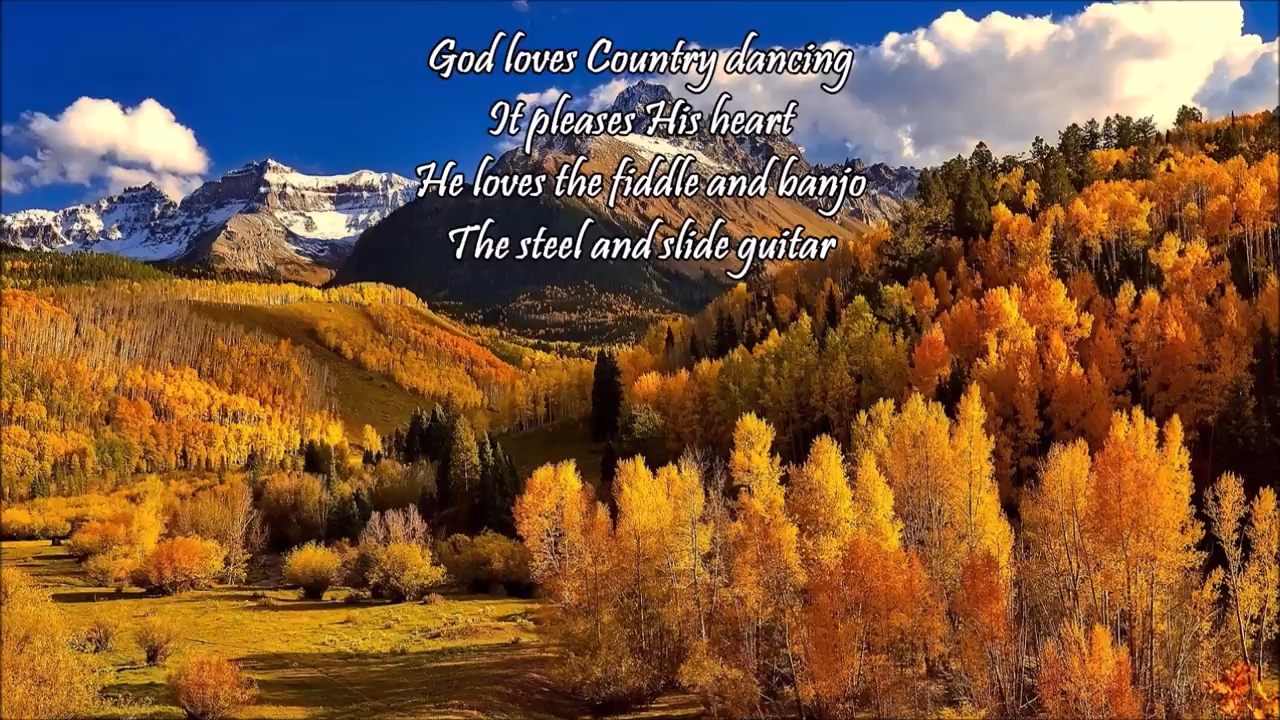 God loves Country dancing
It pleases His heart
He loves the fiddle and banjo
The steel and slide guitar